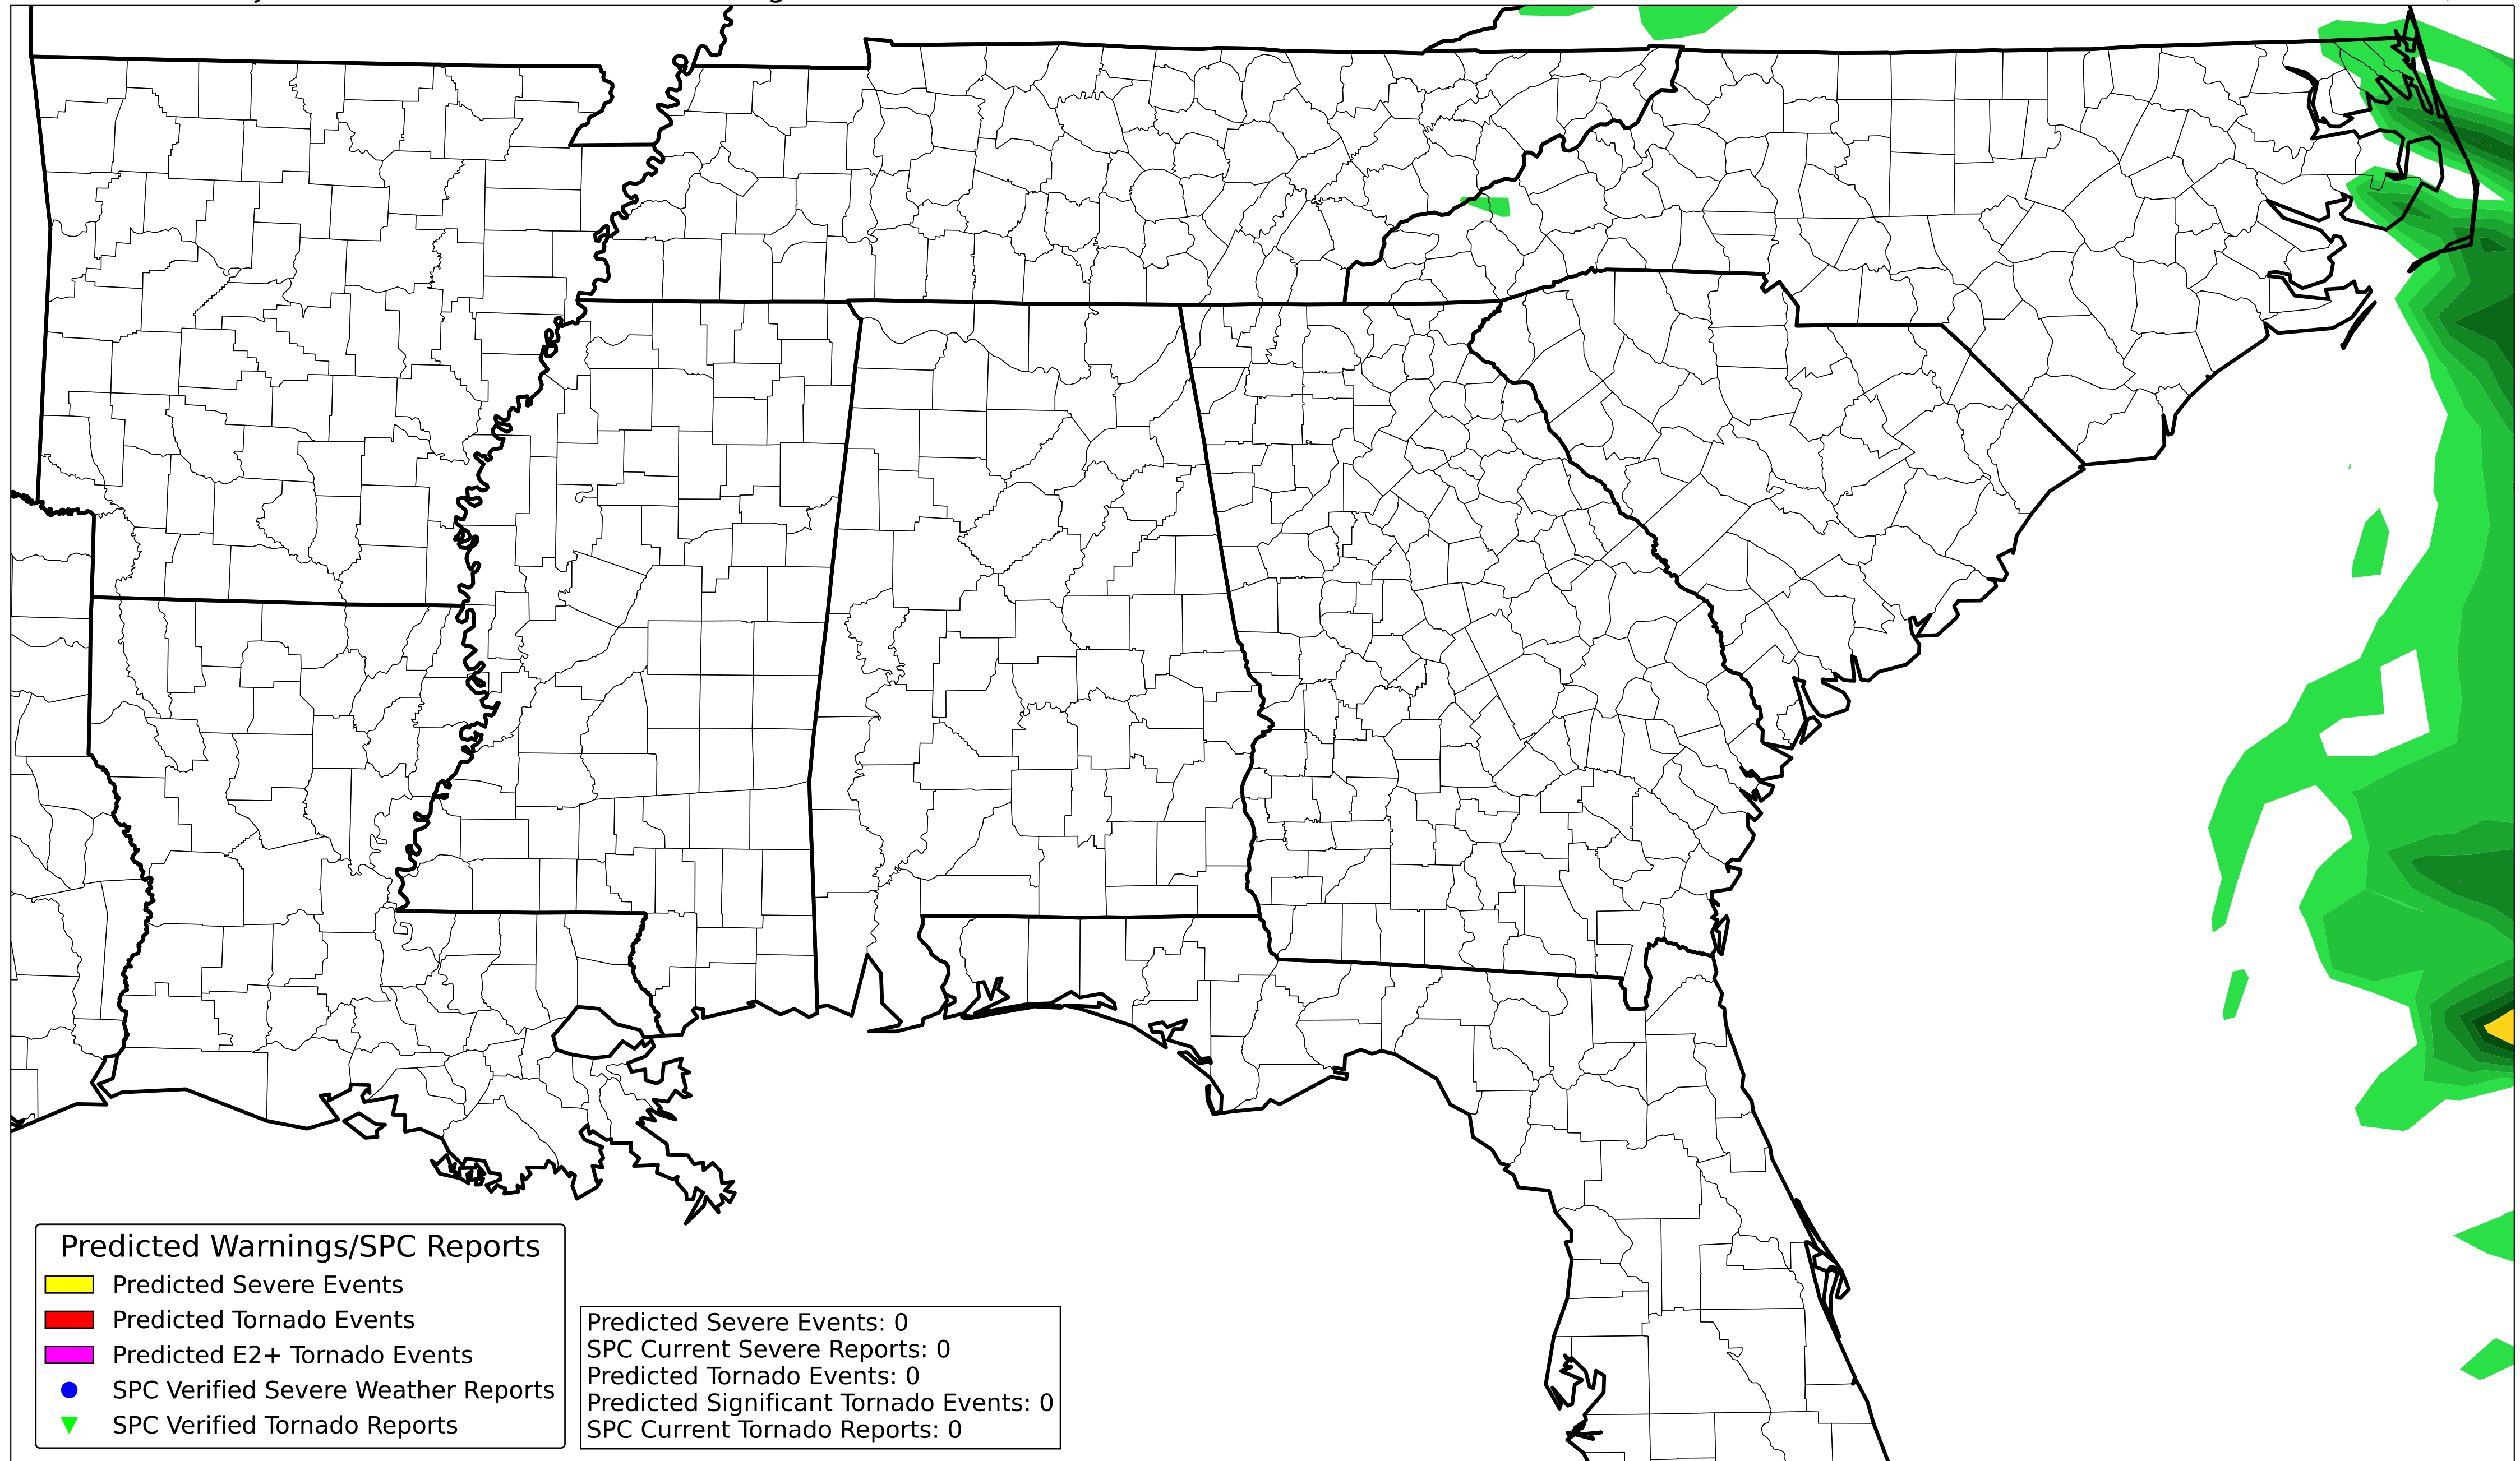 Predicted Warnings/SPC Reports
Predicted Severe Events
Predicted Tornado Events
Predicted E2+ Tornado Events
SPC Verified Severe Weather Reports
SPC Verified Tornado Reports
Predicted Severe Events: 0
SPC Current Severe Reports: 0
Predicted Tornado Events: 0
Predicted Significant Tornado Events: 0
SPC Current Tornado Reports: 0